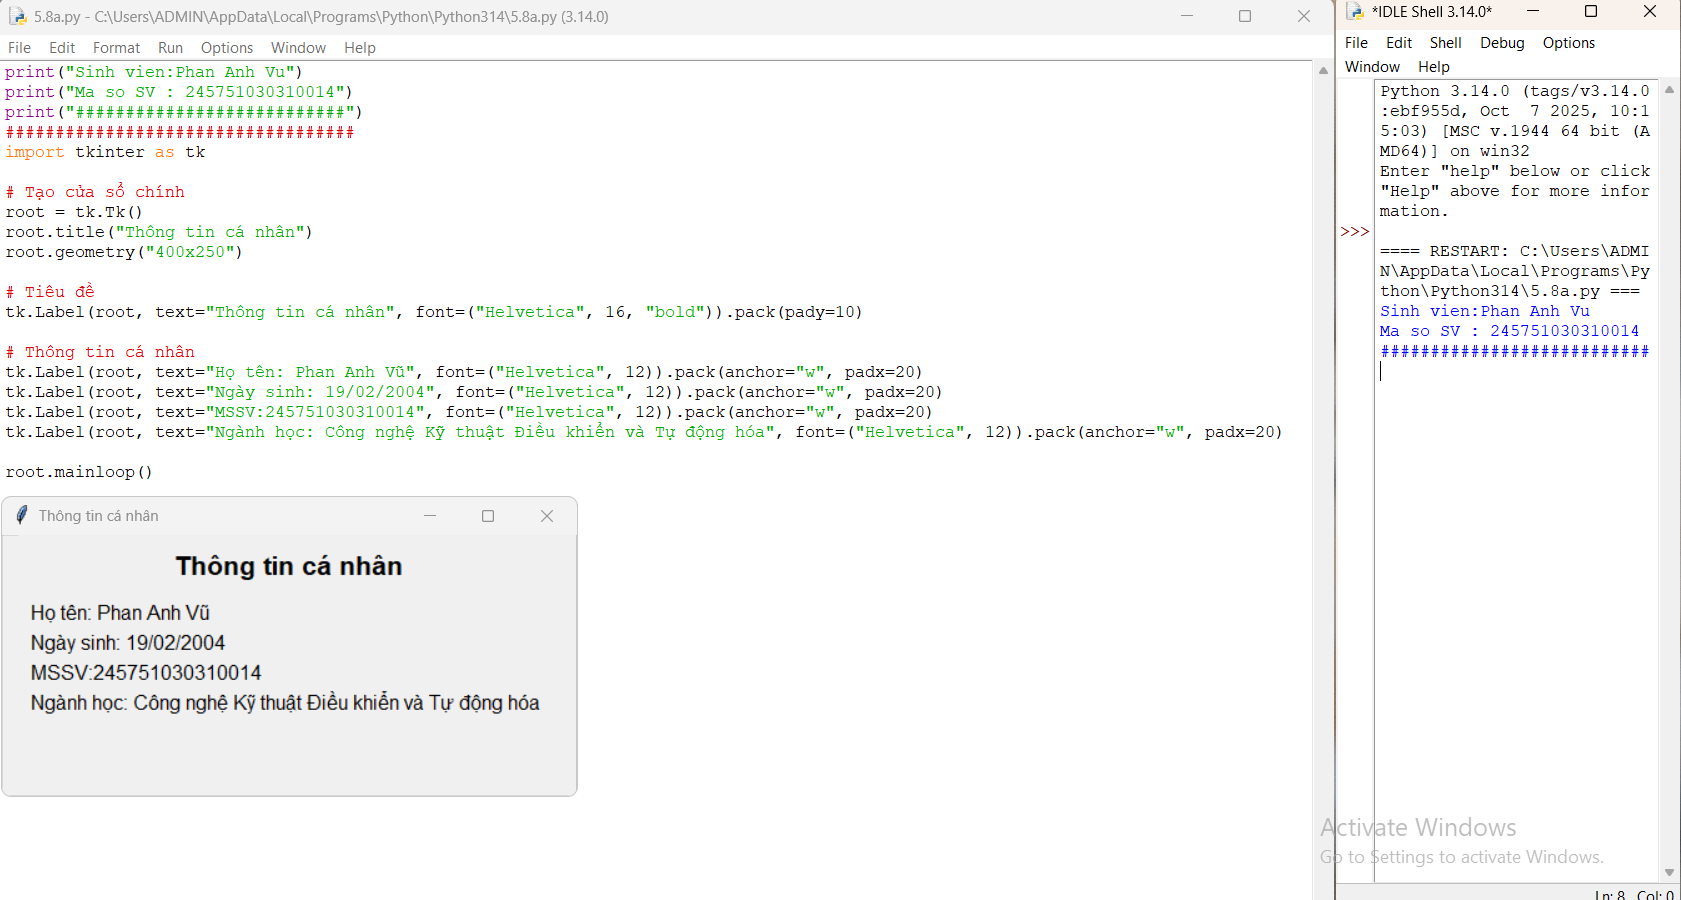 5.8a.py - C:\Users\ADMIN\AppData\Local\Programs\Python\Python314\5.8a.py (3.14.0)
File Edit Format Run Options Window Help
print("Sinh vien:Phan Anh Vu")
print("Ma so SV : 245751030310014")
print("###########################")
###################################
import tkinter as tk
# Tạo cửa sổ chính
root = tk.Tk()
root.title("Thông tin cá nhân")
root.geometry("400x250")
# Tiêu đề
tk.Label(root, text="Thông tin cá nhân", font=("Helvetica", 16, "bold")).pack(pady=10)
# Thông tin cá nhân
tk.Label(root, text="Họ tên: Phan Anh Vũ", font=("Helvetica", 12)).pack(anchor="w", padx=20)
tk.Label(root, text="Ngày sinh: 19/02/2004", font=("Helvetica", 12)).pack(anchor="w", padx=20)
tk.Label(root, text="MSSV:245751030310014", font=("Helvetica", 12)).pack(anchor="w", padx=20)
tk.Label(root, text="Ngành học: Công nghệ Kỹ thuật Điều khiển và Tự động hóa", font=("Helvetica", 12)).pack(anchor="w", padx=20)
root.mainloop()
Thông tin cá nhân
Thông tin cá nhân
Họ tên: Phan Anh Vũ
Ngày sinh: 19/02/2004
MSSV:245751030310014
Ngành học: Công nghệ Kỹ thuật Điều khiển và Tự động hóa
*IDLE Shell 3.14.0*
File Edit Shell Debug Options
Window Help
Python 3.14.0 (tags/v3.14.0
:ebf955d, Oct  7 2025, 10:1
5:03) [MSC v.1944 64 bit (A
MD64)] on win32
Enter "help" below or click
"Help" above for more infor
mation.
>>>
==== RESTART: C:\Users\ADMI
N\AppData\Local\Programs\Py
thon\Python314\5.8a.py ===
Sinh vien:Phan Anh Vu
Ma so SV : 245751030310014
###########################
Activate Windows
Go to Settings to activate Windows.
Ln: 8 Col: 0